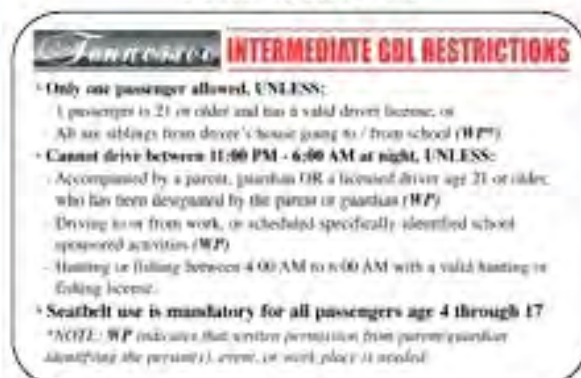 Tennessee INTERMEDIATE GDL RESTRICTIONS
• Only one passenger allowed, UNLESS:
- 1 passenger is 21 or older and has a valid driver license, or
- All are siblings from driver's house going to / from school (WP*)
• Cannot drive between 11:00 PM - 6:00 AM at night, UNLESS:
- Accompanied by a parent, guardian OR a licensed driver age 21 or older,
who has been designated by the parent or guardian (WP)
- Driving to or from work, or scheduled specifically identified school
sponsored activities (WP)
- Hunting or fishing between 4:00 AM to 6:00 AM with a valid hunting or
fishing license.
• Seatbelt use is mandatory for all passengers age 4 through 17
*NOTE: WP indicates that written permission from parent/guardian
identifying the person(s), event, or work place is needed.